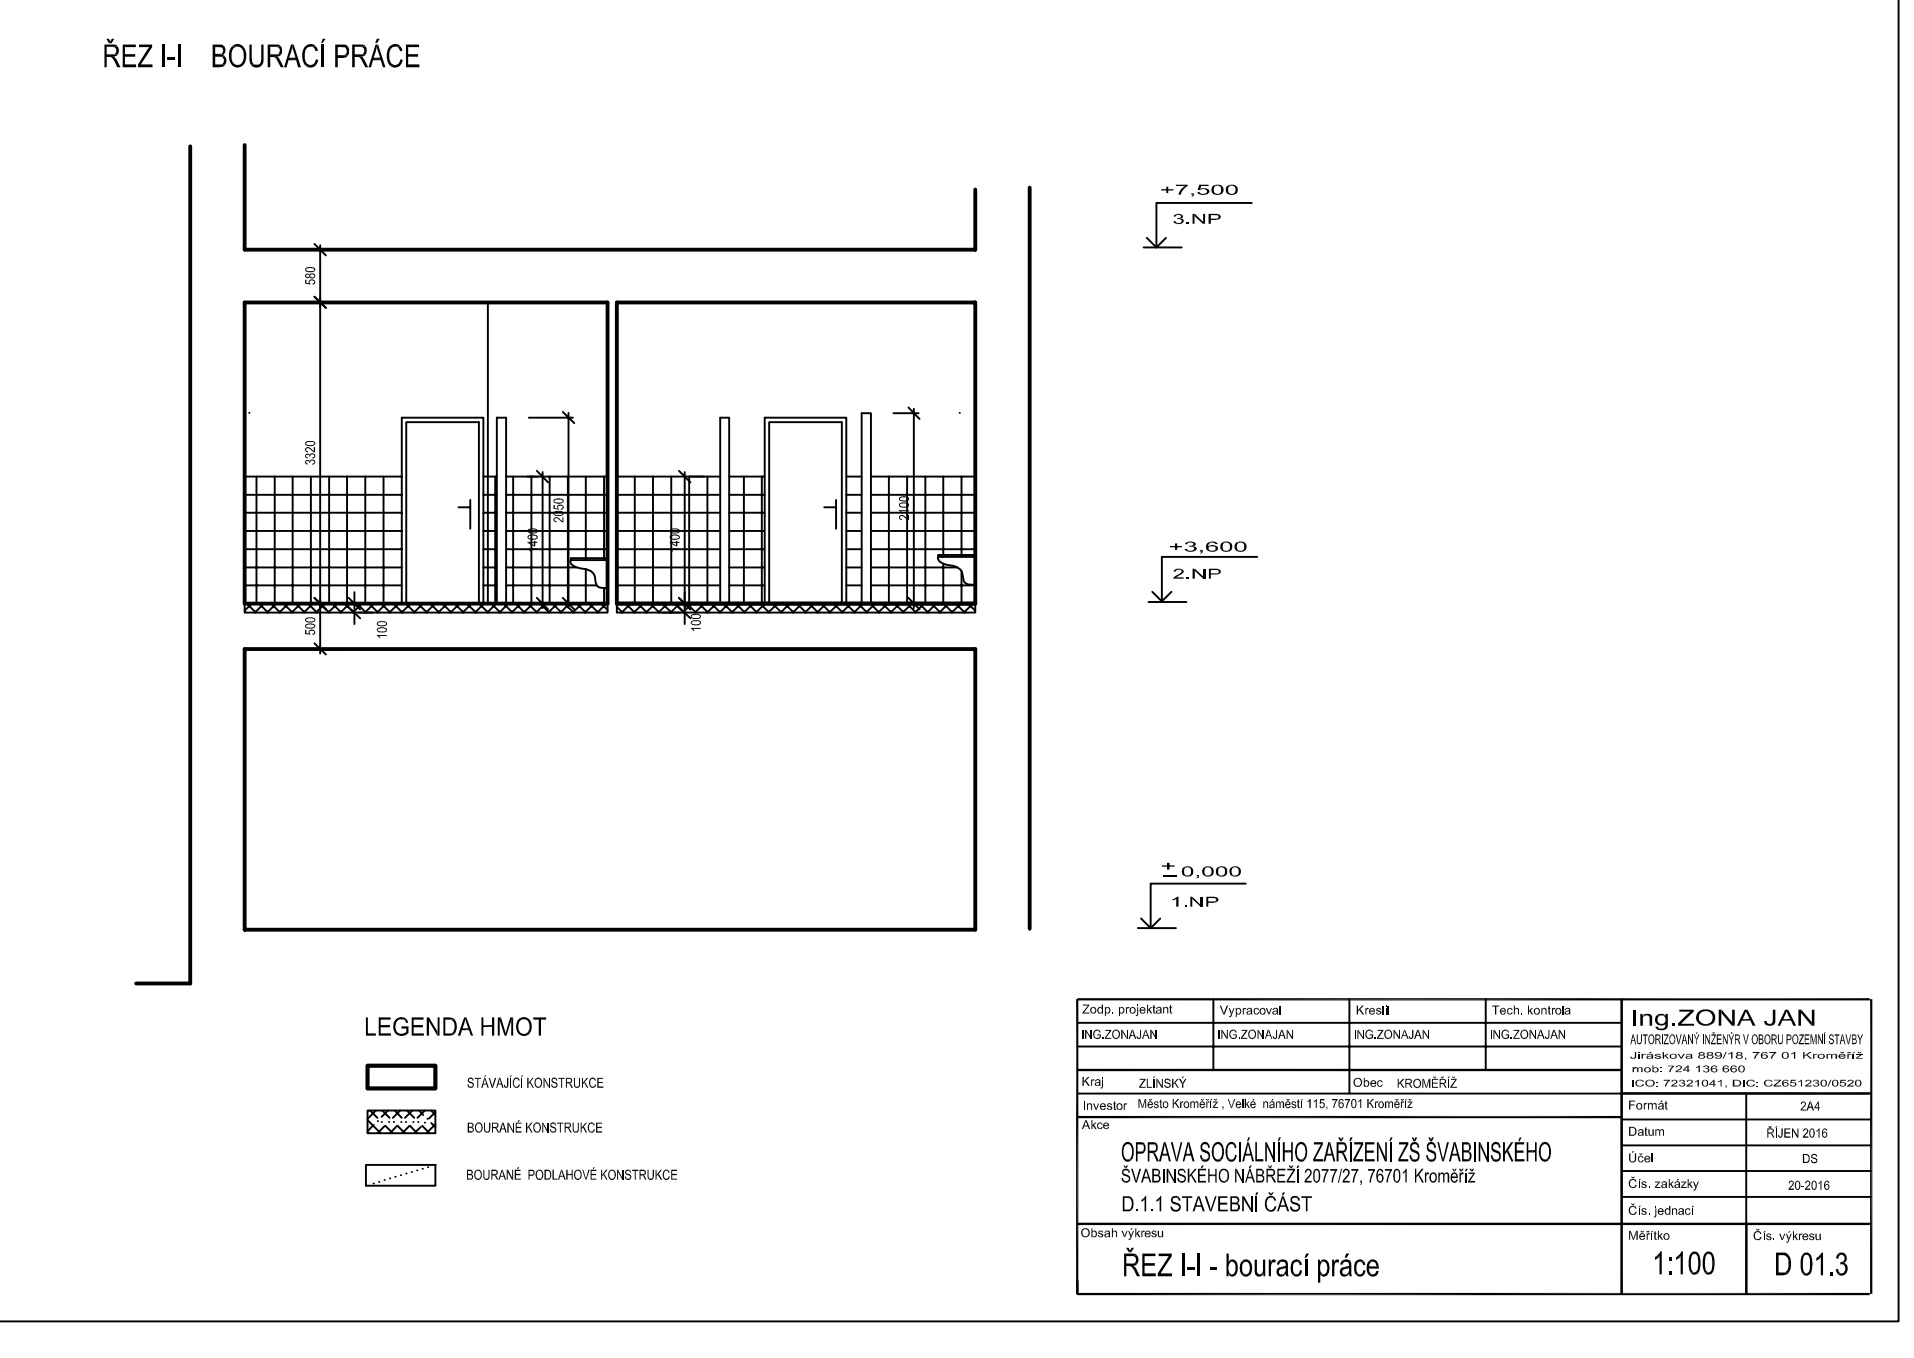 ŘEZ I-I BOURACÍ PRÁCE
+7,500
3.NP
580
3320
2050
2100
1400
1400
+3,600
2.NP
500
100
100
±0,000
1.NP
LEGENDA HMOT
STÁVAJÍCÍ KONSTRUKCE
BOURANÉ KONSTRUKCE
BOURANÉ PODLAHOVÉ KONSTRUKCE
Zodp. projektant Vypracoval Kreslil Tech. kontrola
ING.ZONAJAN ING.ZONAJAN ING.ZONAJAN ING.ZONAJAN
Kraj ZLÍNSKÝ Obec KROMĚŘÍŽ
Investor Město Kroměříž , Velké náměstí 115, 76701 Kroměříž
Akce
OPRAVA SOCIÁLNÍHO ZAŘÍZENÍ ZŠ ŠVABINSKÉHO
ŠVABINSKÉHO NÁBŘEŽÍ 2077/27, 76701 Kroměříž
D.1.1 STAVEBNÍ ČÁST
Obsah výkresu
ŘEZ I-I - bourací práce
Ing.ZONA JAN
AUTORIZOVANÝ INŽENÝR V OBORU POZEMNÍ STAVBY
Jiráskova 889/18, 767 01 Kroměříž
mob: 724 136 660
ICO: 72321041, DIC: CZ651230/0520
Formát 2A4
Datum ŘÍJEN 2016
Účel DS
Čís. zakázky 20-2016
Čís. jednací
Měřítko Čís. výkresu
1:100 D 01.3